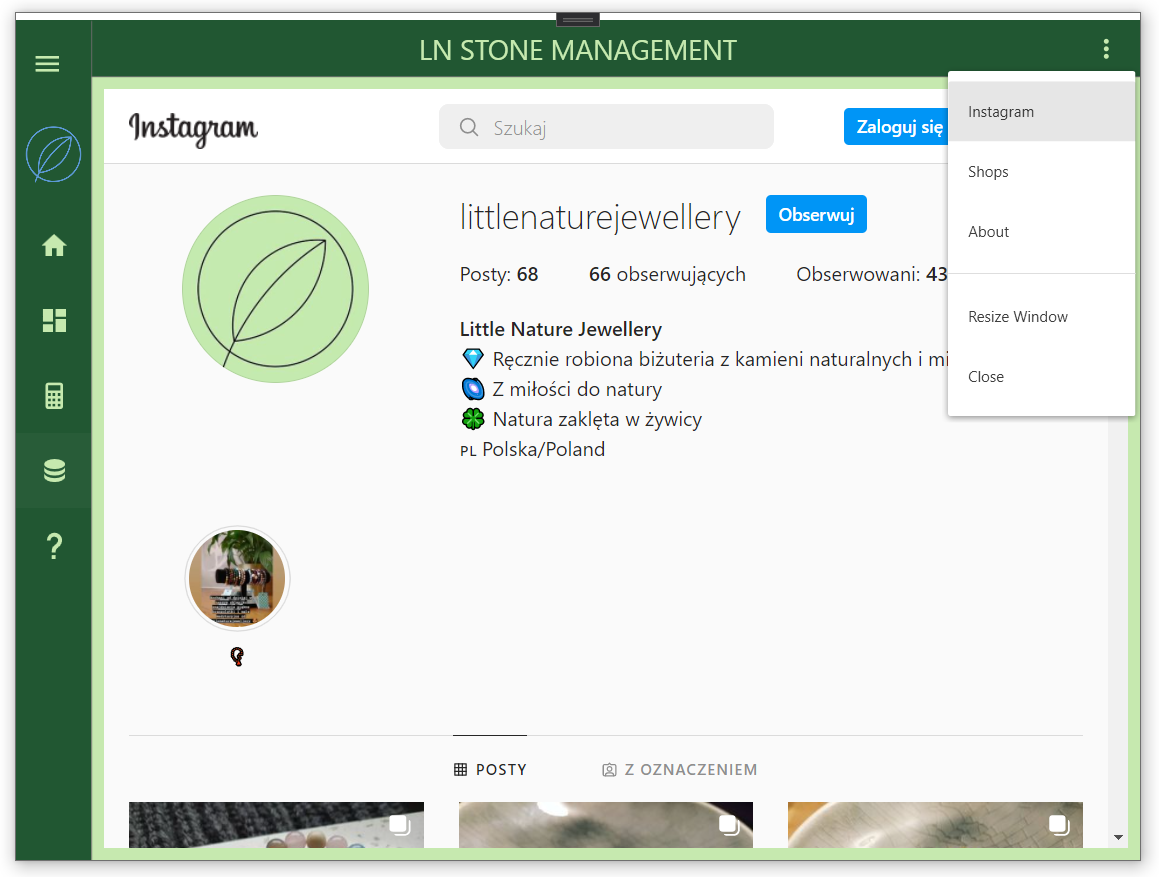 LN STONE MANAGEMENT
Instagram
Szukaj
Zaloguj się
Instagram
Shops
About
Resize Window
Close
littlenaturejewellery
Obserwuj
Posty: 68
66 obserwujących
Obserwowani: 43
Little Nature Jewellery
Ręcznie robiona biżuteria z kamieni naturalnych i mi
Z miłości do natury
Natura zaklęta w żywicy
PL Polska/Poland
POSTY
Z OZNACZENIEM